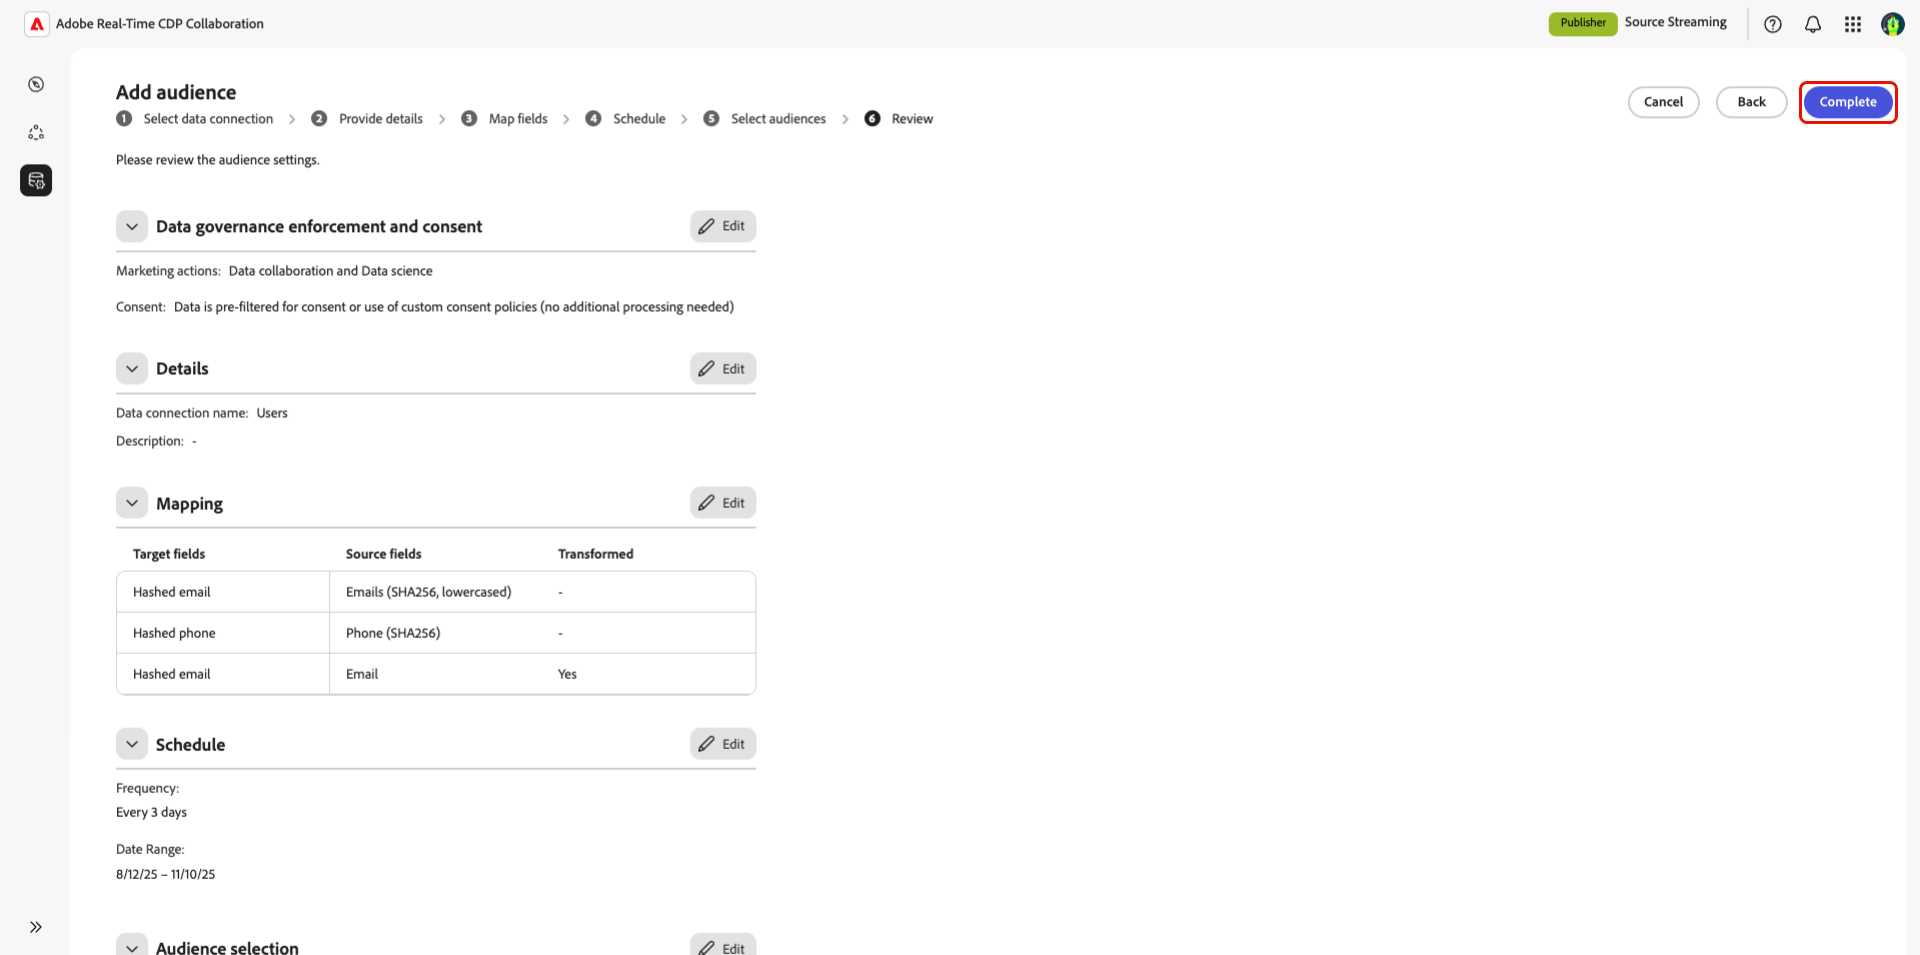 Adobe Real-Time CDP Collaboration
Publisher Source Streaming
Add audience
Cancel Back Complete
1 Select data connection 2 Provide details 3 Map fields 4 Schedule 5 Select audiences 6 Review
Please review the audience settings.
Data governance enforcement and consent Edit
Marketing actions: Data collaboration and Data science
Consent: Data is pre-filtered for consent or use of custom consent policies (no additional processing needed)
Details Edit
Data connection name: Users
Description: -
Mapping Edit
Target fields Source fields Transformed
Hashed email Emails (SHA256, lowercased) -
Hashed phone Phone (SHA256) -
Hashed email Email Yes
Schedule Edit
Frequency:
Every 3 days
Date Range:
8/12/25 – 11/10/25
Audience selection Edit